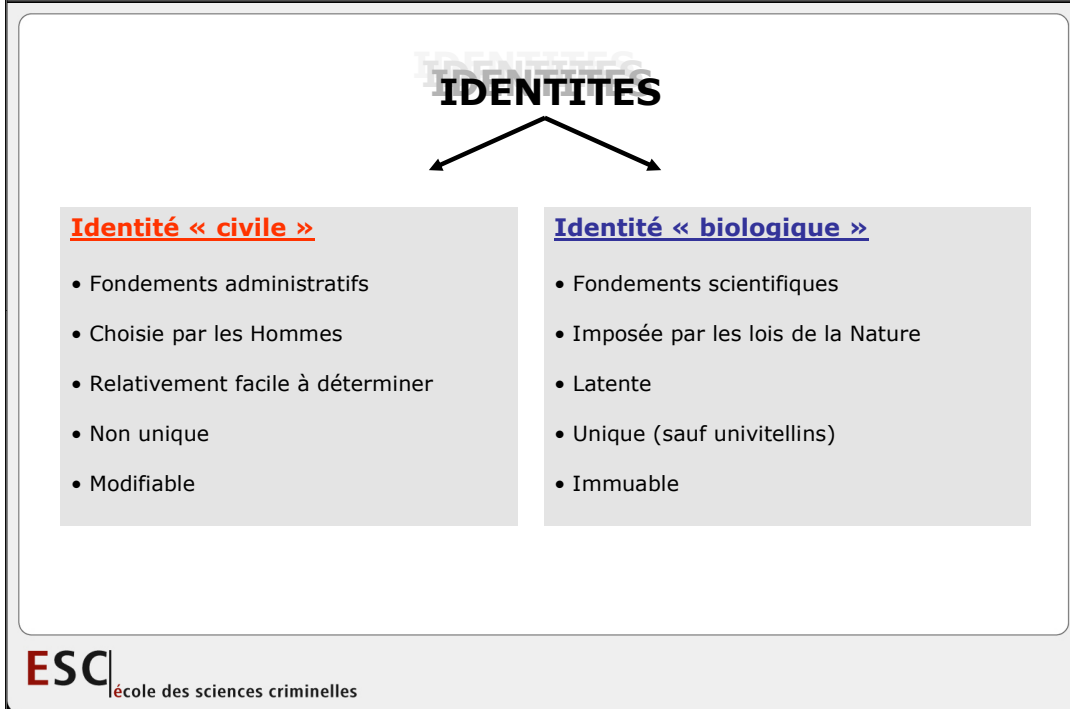 IDENTITES
Identité « civile »
• Fondements administratifs
• Choisie par les Hommes
• Relativement facile à déterminer
• Non unique
• Modifiable
Identité « biologique »
• Fondements scientifiques
• Imposée par les lois de la Nature
• Latente
• Unique (sauf univitellins)
• Immuable
ESC
école des sciences criminelles